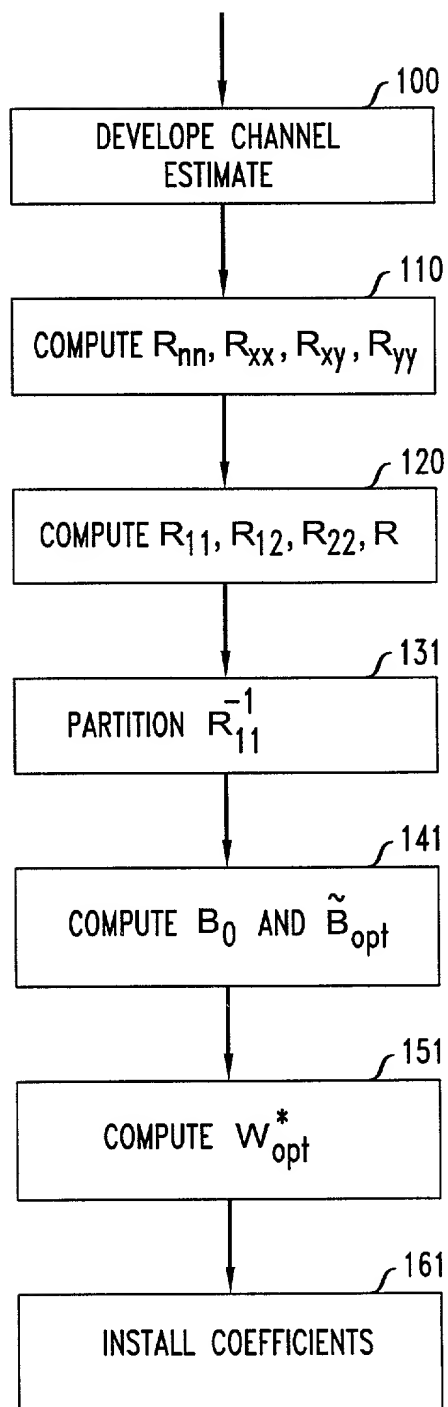 100
DEVELOPE CHANNEL
ESTIMATE
110
COMPUTE Rnn, Rxx, Rxy, Ryy
120
COMPUTE R11, R12, R22, R
131
PARTITION R11^-1
141
COMPUTE B0 AND B̃opt
151
COMPUTE W*opt
161
INSTALL COEFFICIENTS